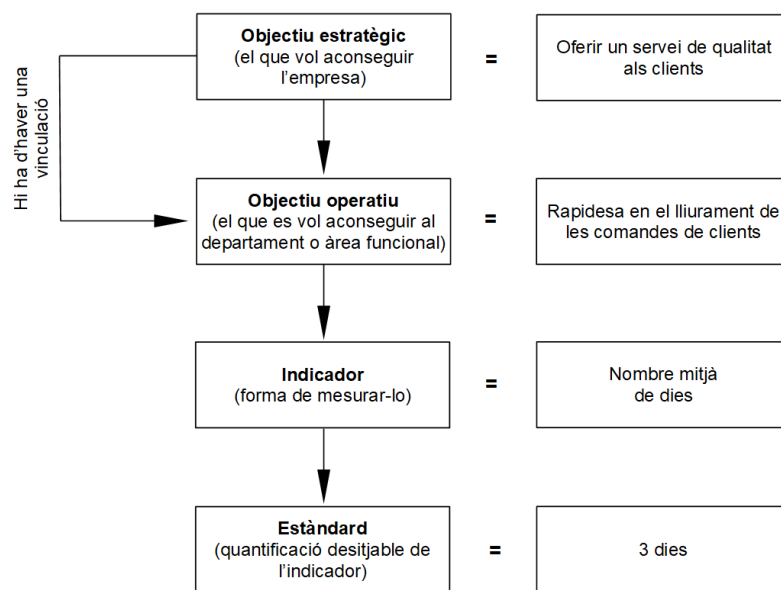 Hi ha d'haver una
vinculació
Objectiu estratègic
(el que vol aconseguir
l'empresa)
=
Oferir un servei de qualitat
als clients
Objectiu operatiu
(el que es vol aconseguir al
departament o àrea funcional)
=
Rapidesa en el lliurament de
les comandes de clients
Indicador
(forma de mesurar-lo)
=
Nombre mitjà
de dies
Estàndard
(quantificació desitjable de
l'indicador)
=
3 dies